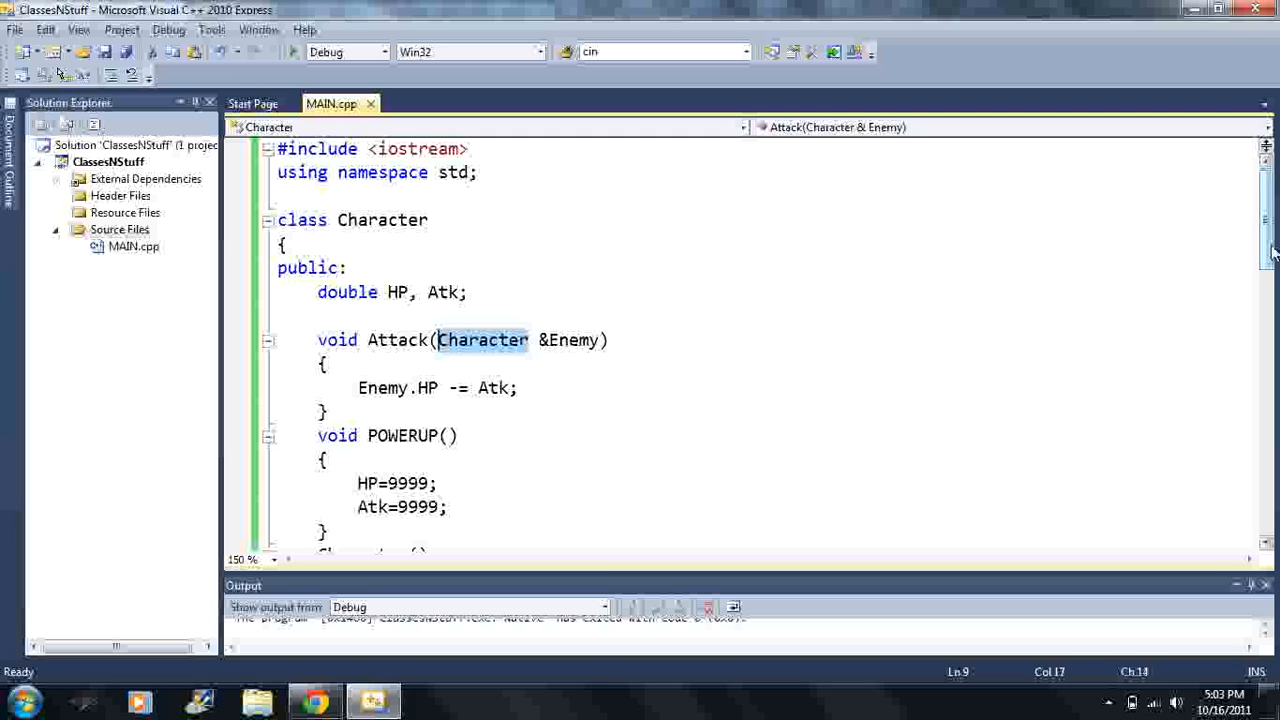 ClassesNStuff - Microsoft Visual C++ 2010 Express
File Edit View Project Debug Tools Window Help
Debug Win32 cin
Solution Explorer
Start Page MAIN.cpp
Document Outline
Character Attack(Character & Enemy)
Solution 'ClassesNStuff' (1 projec
ClassesNStuff
External Dependencies
Header Files
Resource Files
Source Files
MAIN.cpp
#include <iostream>
using namespace std;
class Character
{
public:
double HP, Atk;
void Attack(Character &Enemy)
{
Enemy.HP -= Atk;
}
void POWERUP()
{
HP=9999;
Atk=9999;
}
150 %
Output
Show output from: Debug
Ready Ln 9 Col 17 Ch 14 INS
5:03 PM
10/16/2011